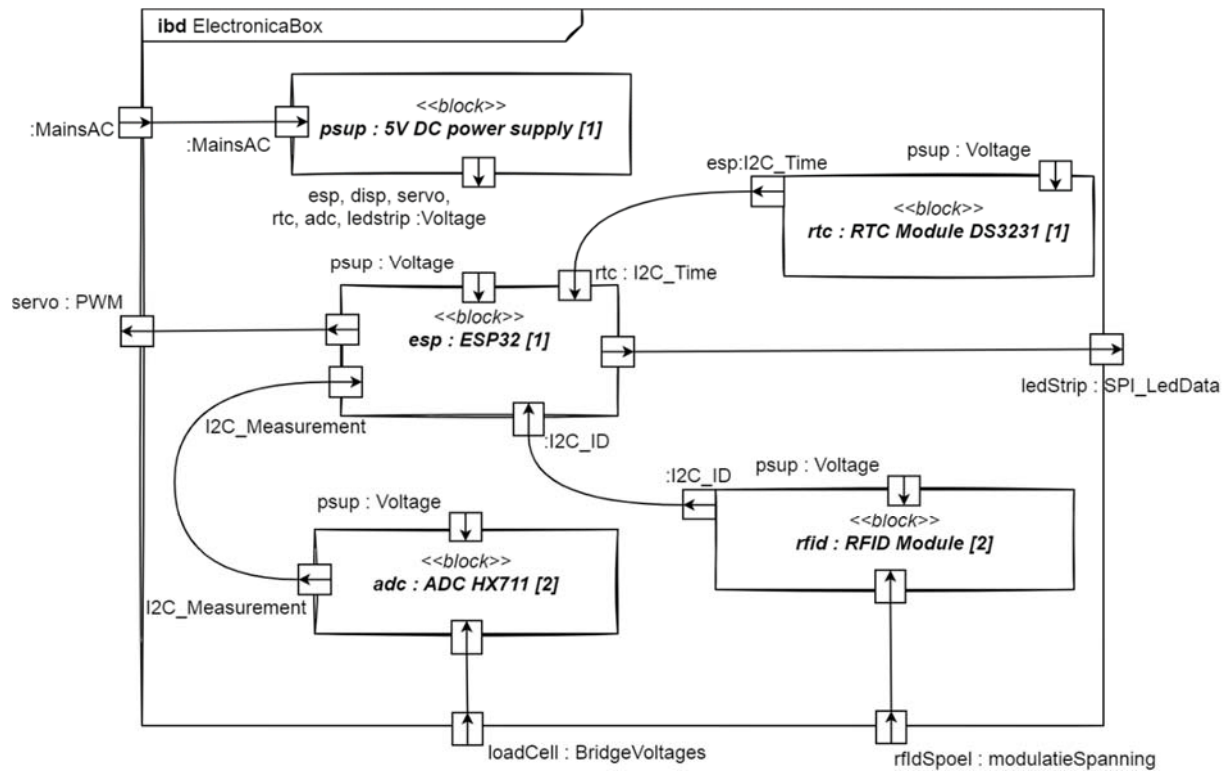 ibd ElectronicaBox
<<block>>
psup : 5V DC power supply [1]
:MainsAC
:MainsAC
esp, disp, servo,
rtc, adc, ledstrip :Voltage
esp:I2C_Time
psup : Voltage
<<block>>
rtc : RTC Module DS3231 [1]
psup : Voltage
rtc : I2C_Time
servo : PWM
<<block>>
esp : ESP32 [1]
ledStrip : SPI_LedData
I2C_Measurement
:I2C_ID
:I2C_ID
psup : Voltage
<<block>>
rfid : RFID Module [2]
psup : Voltage
<<block>>
adc : ADC HX711 [2]
I2C_Measurement
loadCell : BridgeVoltages
rfIdSpoel : modulatieSpanning